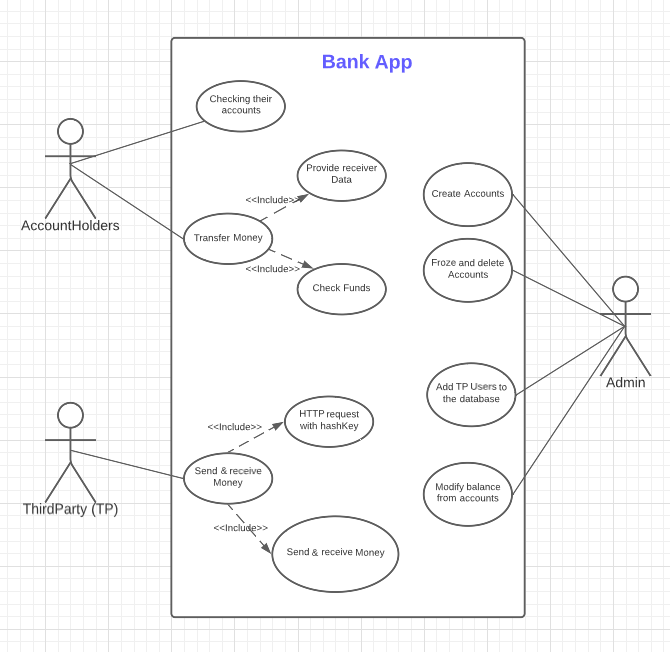 Bank App
Checking their
accounts
Provide receiver
Data
<<Include>>
Create Accounts
AccountHolders
Transfer Money
Froze and delete
Accounts
<<Include>>
Check Funds
Admin
Add TP Users to
the database
HTTP request
with hashKey
<<Include>>
Send & receive
Money
Modify balance
from accounts
ThirdParty (TP)
<<Include>>
Send & receive Money